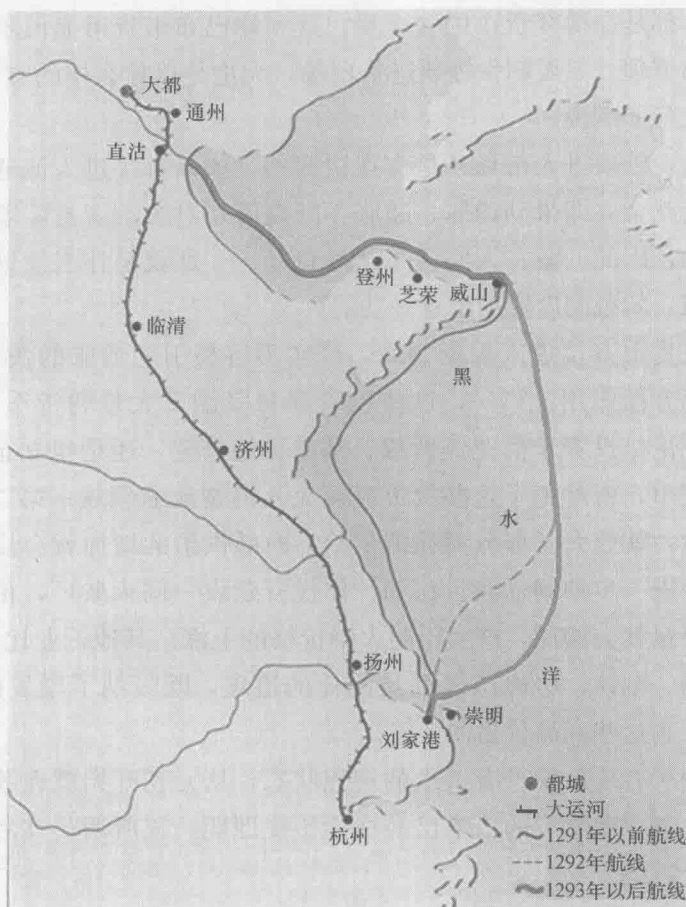 大都
通州
直沽
登州
芝荣
威山
临清
黑
济州
水
扬州
洋
崇明
刘家港
杭州
都城
大运河
1291年以前航线
1292年航线
1293年以后航线